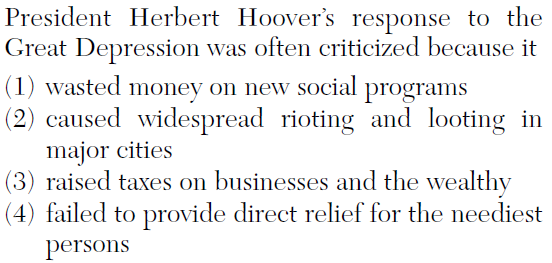 President Herbert Hoover's response to the
Great Depression was often criticized because it
(1) wasted money on new social programs
(2) caused widespread rioting and looting in
major cities
(3) raised taxes on businesses and the wealthy
(4) failed to provide direct relief for the neediest
persons